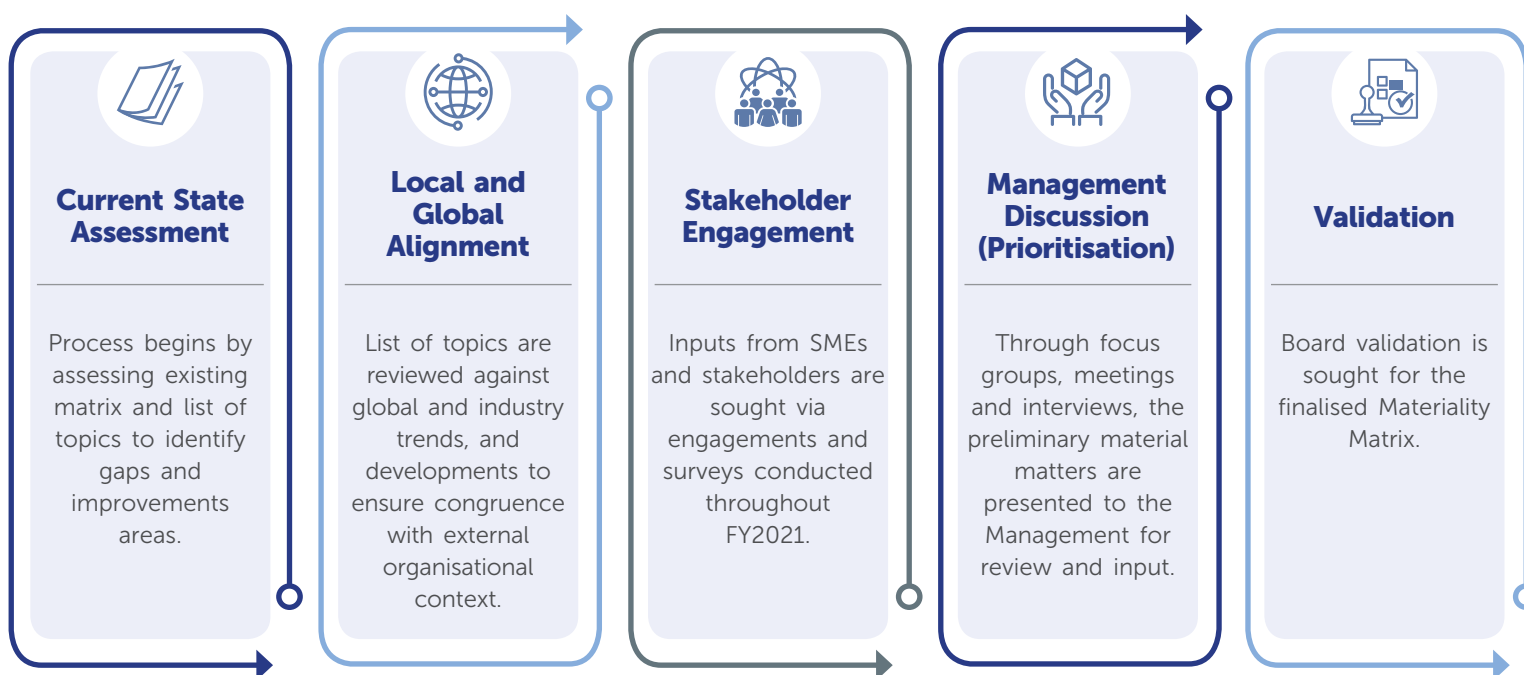 Current State
Assessment
Process begins by
assessing existing
matrix and list of
topics to identify
gaps and
improvements
areas.
Local and
Global
Alignment
List of topics are
reviewed against
global and industry
trends, and
developments to
ensure congruence
with external
organisational
context.
Stakeholder
Engagement
Inputs from SMEs
and stakeholders are
sought via
engagements and
surveys conducted
throughout
FY2021.
Management
Discussion
(Prioritisation)
Through focus
groups, meetings
and interviews, the
preliminary material
matters are
presented to the
Management for
review and input.
Validation
Board validation is
sought for the
finalised Materiality
Matrix.